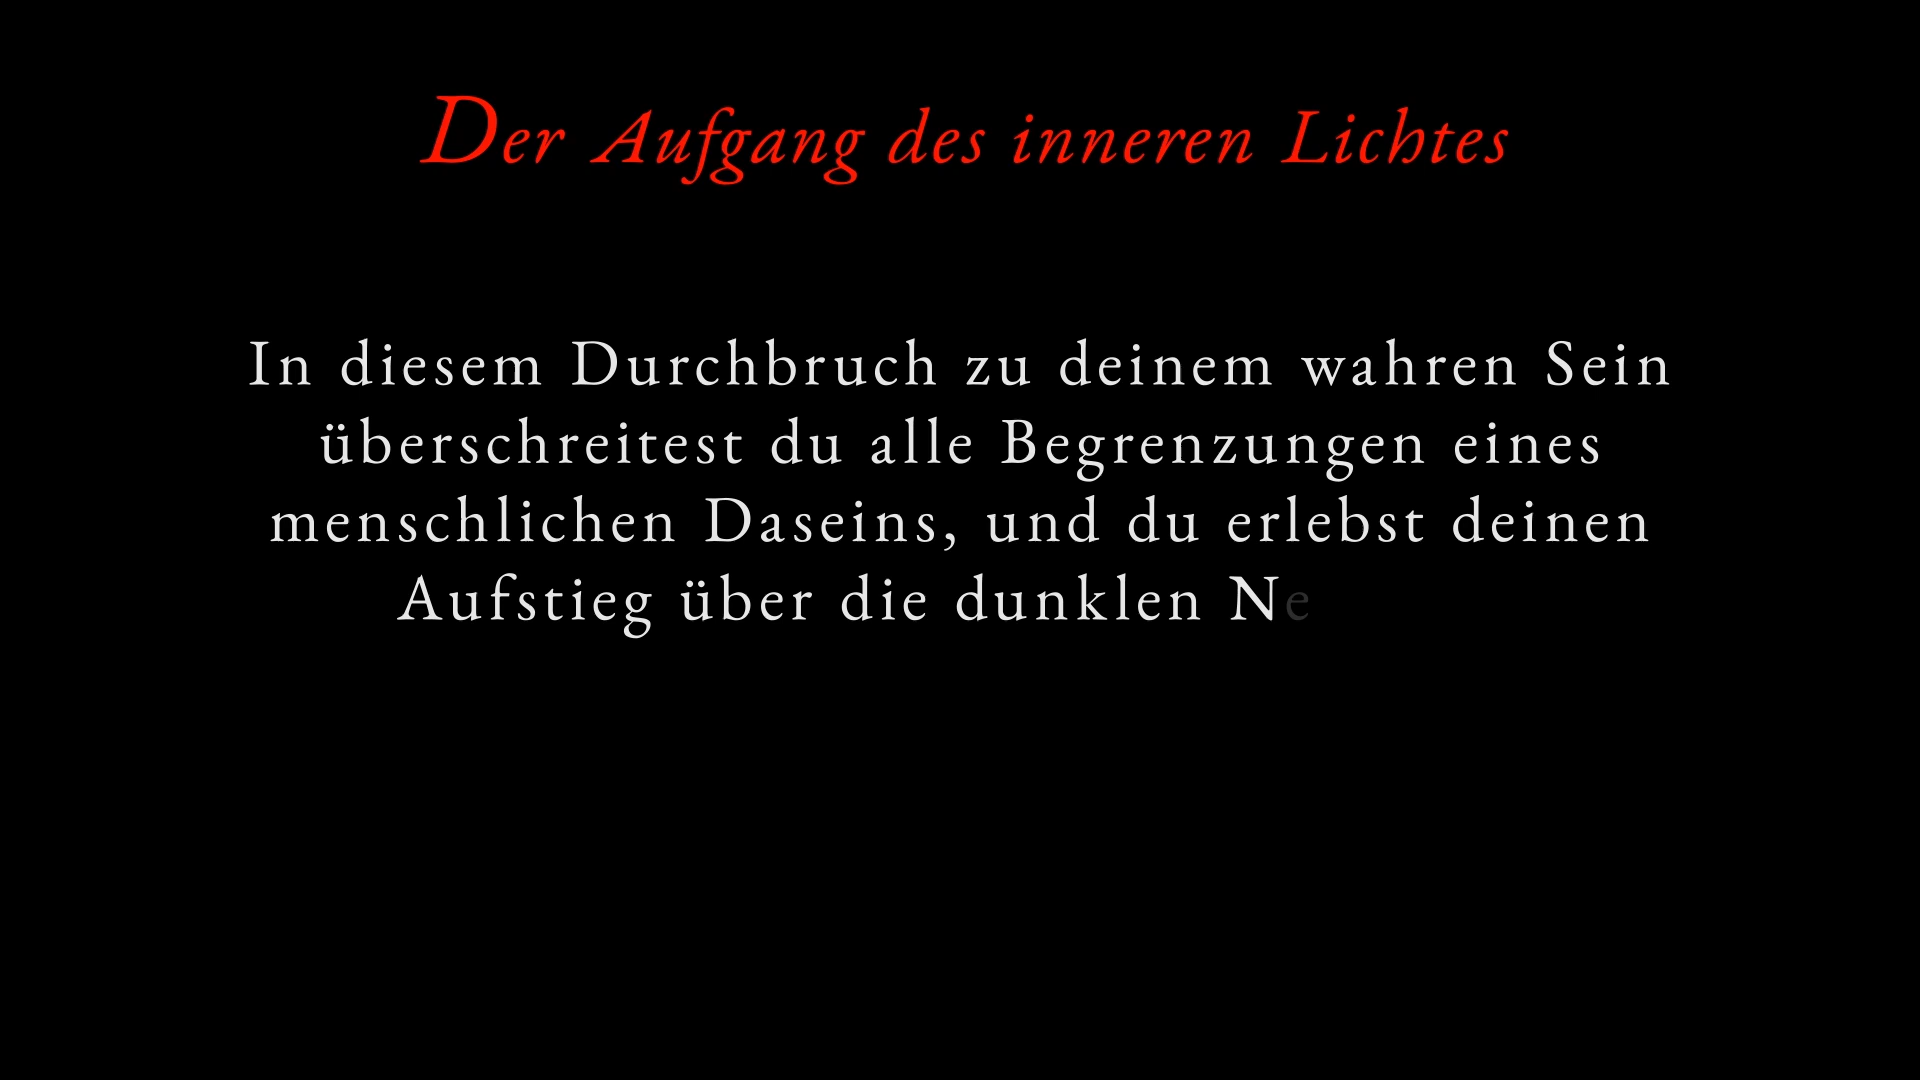 Der Aufgang des inneren Lichtes
In diesem Durchbruch zu deinem wahren Sein
überschreitest du alle Begrenzungen eines
menschlichen Daseins, und du erlebst deinen
Aufstieg über die dunklen Ne